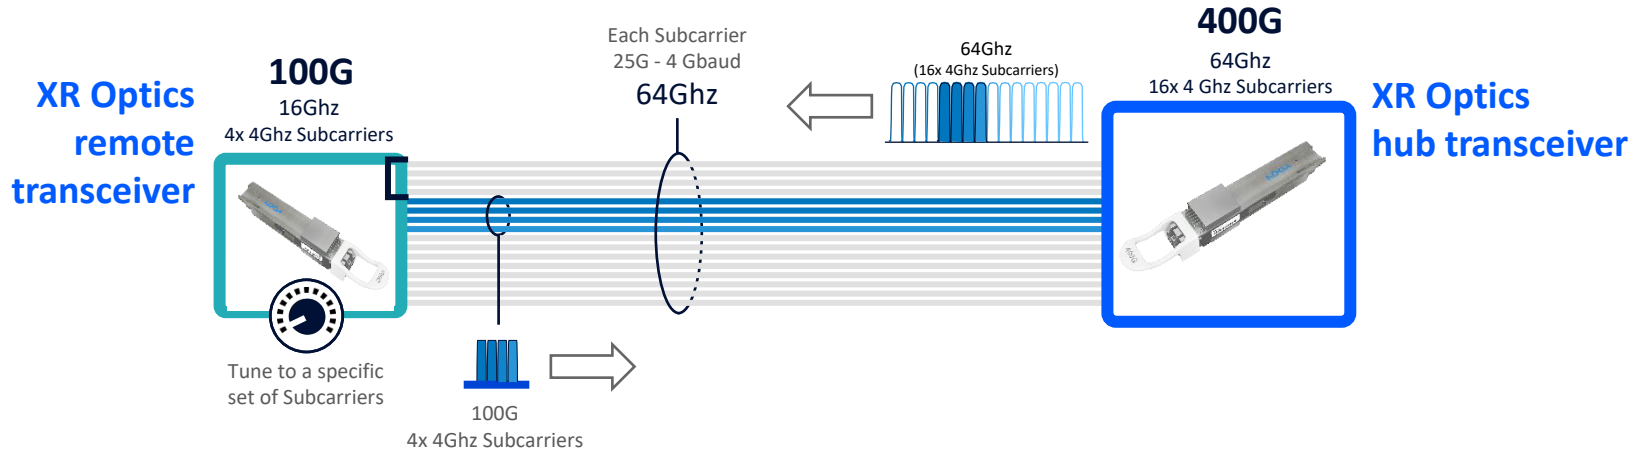 XR Optics
remote
transceiver
100G
16Ghz
4x 4Ghz Subcarriers
Tune to a specific
set of Subcarriers
100G
4x 4Ghz Subcarriers
Each Subcarrier
25G - 4 Gbaud
64Ghz
64Ghz
(16x 4Ghz Subcarriers)
400G
64Ghz
16x 4 Ghz Subcarriers
400G
XR Optics
hub transceiver